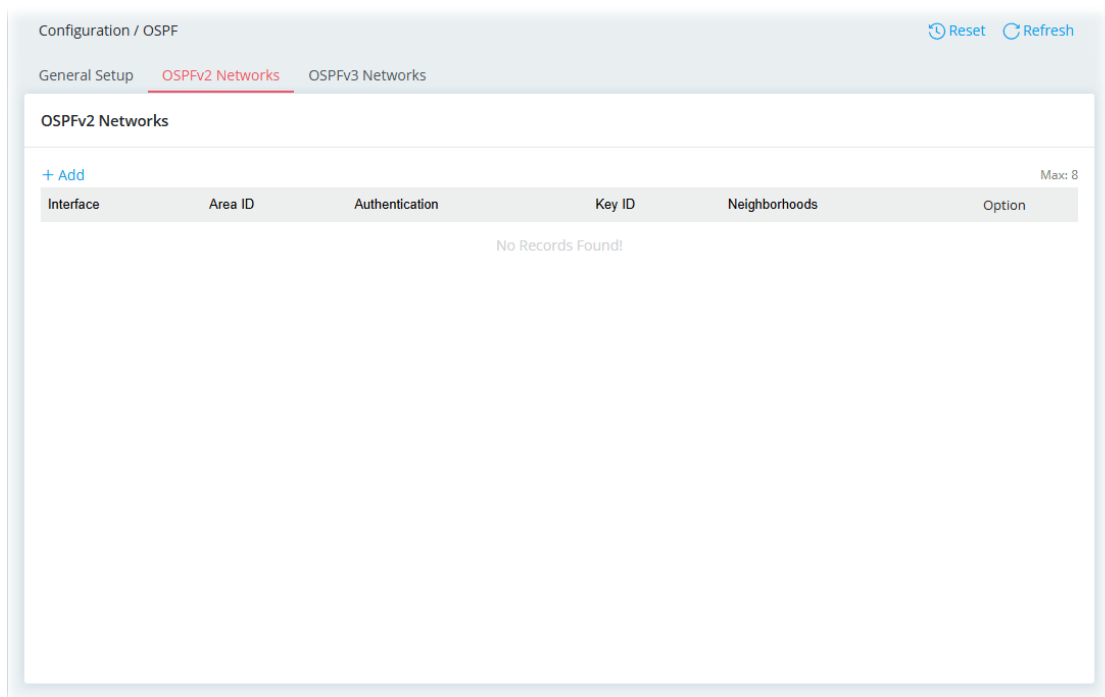 Configuration / OSPF
Reset Refresh
General Setup OSPFv2 Networks OSPFv3 Networks
OSPFv2 Networks
+ Add
Max: 8
Interface Area ID Authentication Key ID Neighborhoods Option
No Records Found!